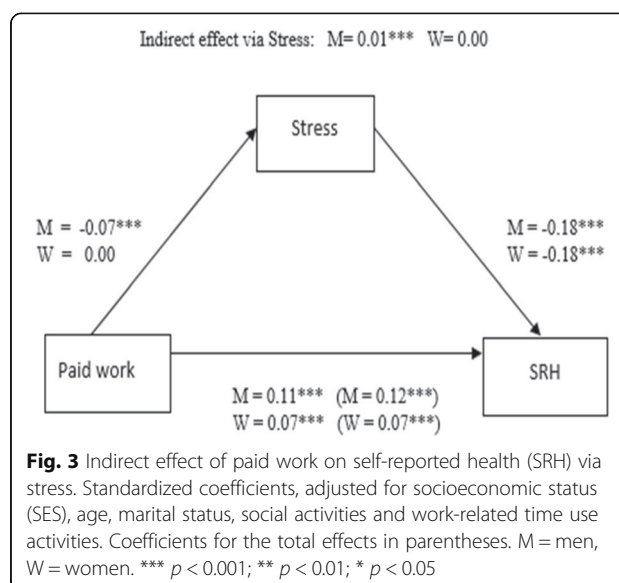 Indirect effect via Stress: M= 0.01*** W= 0.00
Stress
M = -0.07***
W = 0.00
M = -0.18***
W = -0.18***
Paid work
SRH
M = 0.11*** (M = 0.12***)
W = 0.07*** (W = 0.07***)
Fig. 3 Indirect effect of paid work on self-reported health (SRH) via
stress. Standardized coefficients, adjusted for socioeconomic status
(SES), age, marital status, social activities and work-related time use
activities. Coefficients for the total effects in parentheses. M = men,
W = women. *** p < 0.001; ** p < 0.01; * p < 0.05